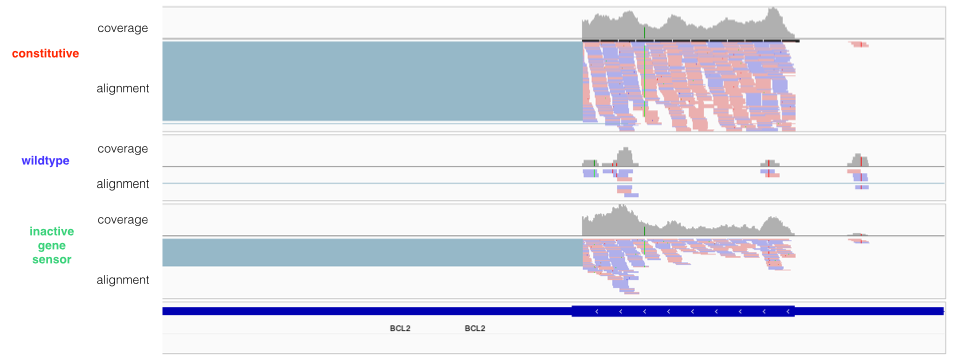 coverage
constitutive
alignment
coverage
wildtype
alignment
coverage
inactive
gene
sensor
alignment
BCL2 BCL2